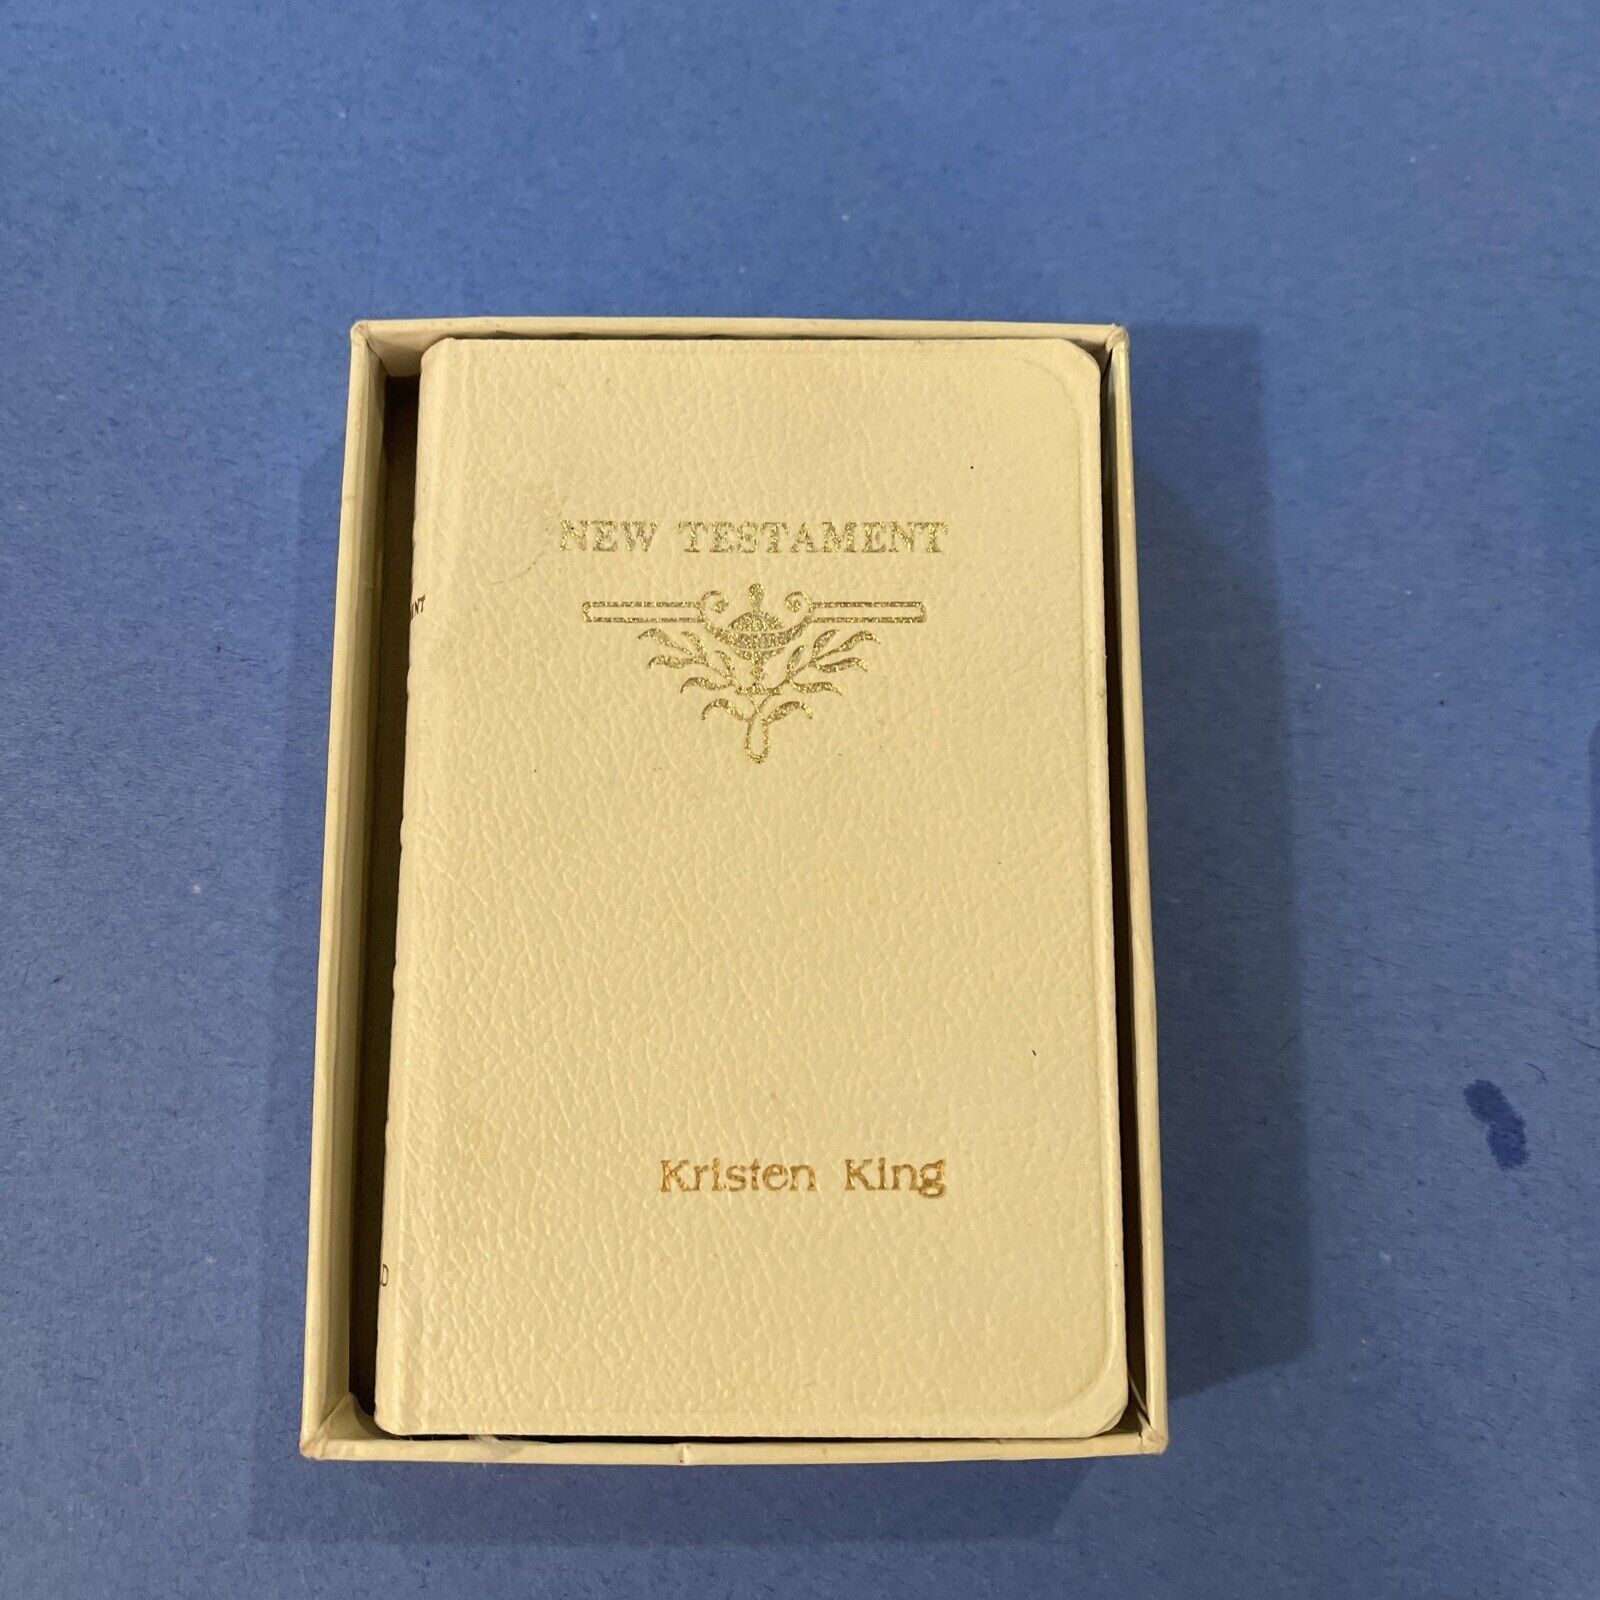 NEW TESTAMENT
Kristen King